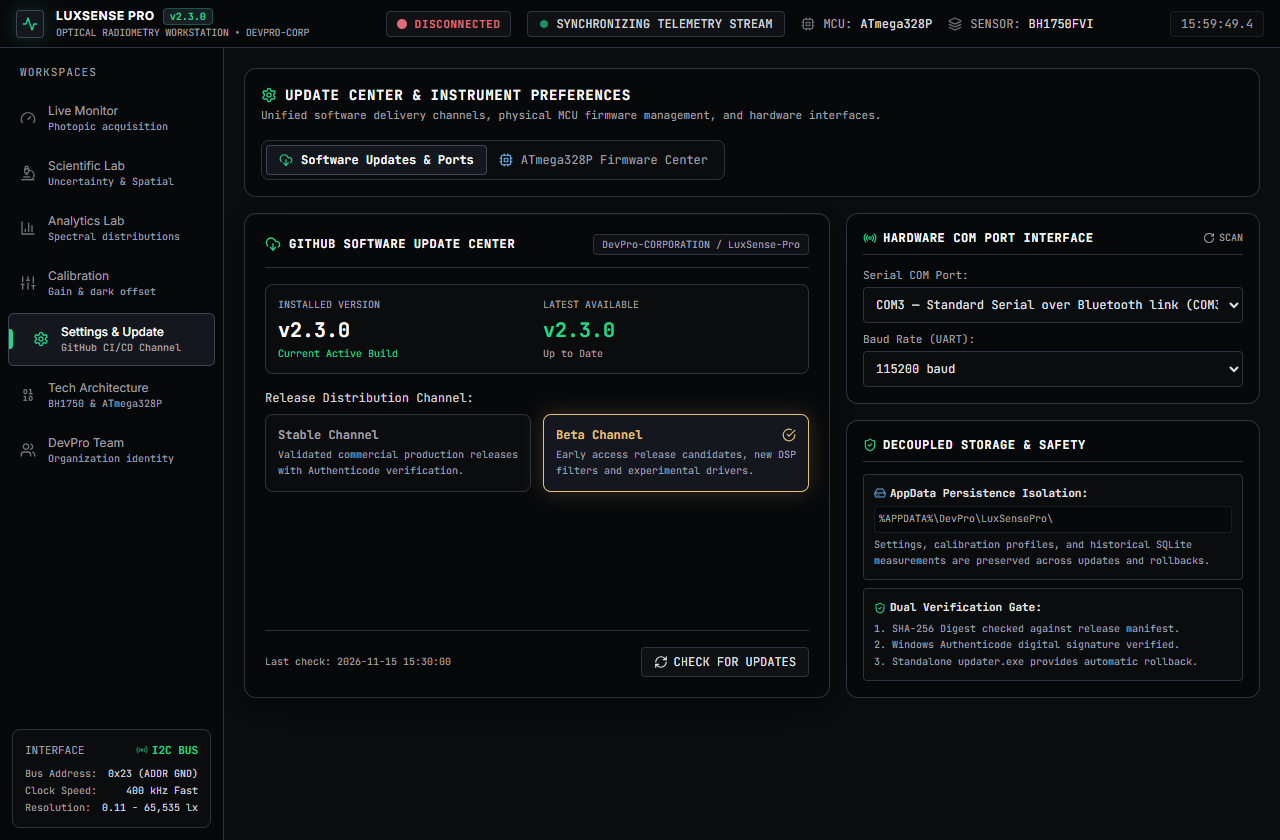 LUXSENSE PRO v2.3.0
OPTICAL RADIOMETRY WORKSTATION • DEVPRO-CORP
DISCONNECTED
SYNCHRONIZING TELEMETRY STREAM
MCU: ATmega328P
SENSOR: BH1750FVI
15:59:49.4
WORKSPACES
Live Monitor
Photopic acquisition
Scientific Lab
Uncertainty & Spatial
Analytics Lab
Spectral distributions
Calibration
Gain & dark offset
Settings & Update
GitHub CI/CD Channel
Tech Architecture
BH1750 & ATmega328P
DevPro Team
Organization identity
INTERFACE I2C BUS
Bus Address: 0x23 (ADDR GND)
Clock Speed: 400 kHz Fast
Resolution: 0.11 - 65,535 lx
UPDATE CENTER & INSTRUMENT PREFERENCES
Unified software delivery channels, physical MCU firmware management, and hardware interfaces.
Software Updates & Ports
ATmega328P Firmware Center
GITHUB SOFTWARE UPDATE CENTER
DevPro-CORPORATION / LuxSense-Pro
INSTALLED VERSION
v2.3.0
Current Active Build
LATEST AVAILABLE
v2.3.0
Up to Date
Release Distribution Channel:
Stable Channel
Validated commercial production releases
with Authenticode verification.
Beta Channel
Early access release candidates, new DSP
filters and experimental drivers.
Last check: 2026-11-15 15:30:00
CHECK FOR UPDATES
HARDWARE COM PORT INTERFACE
SCAN
Serial COM Port:
COM3 — Standard Serial over Bluetooth link (COM3
Baud Rate (UART):
115200 baud
DECOUPLED STORAGE & SAFETY
AppData Persistence Isolation:
%APPDATA%\DevPro\LuxSensePro\
Settings, calibration profiles, and historical SQLite
measurements are preserved across updates and rollbacks.
Dual Verification Gate:
1. SHA-256 Digest checked against release manifest.
2. Windows Authenticode digital signature verified.
3. Standalone updater.exe provides automatic rollback.